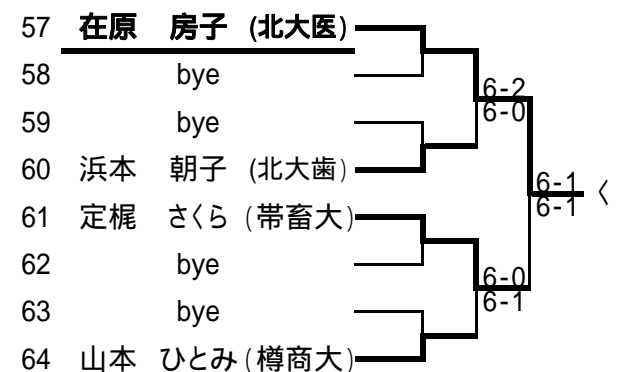 57 在原 房子 (北大医)
58 bye
6-2
6-0
59 bye
60 浜本 朝子 (北大歯)
6-1
6-1
く
61 定梶 さくら (帯畜大)
62 bye
6-0
6-1
63 bye
64 山本 ひとみ (樽商大)